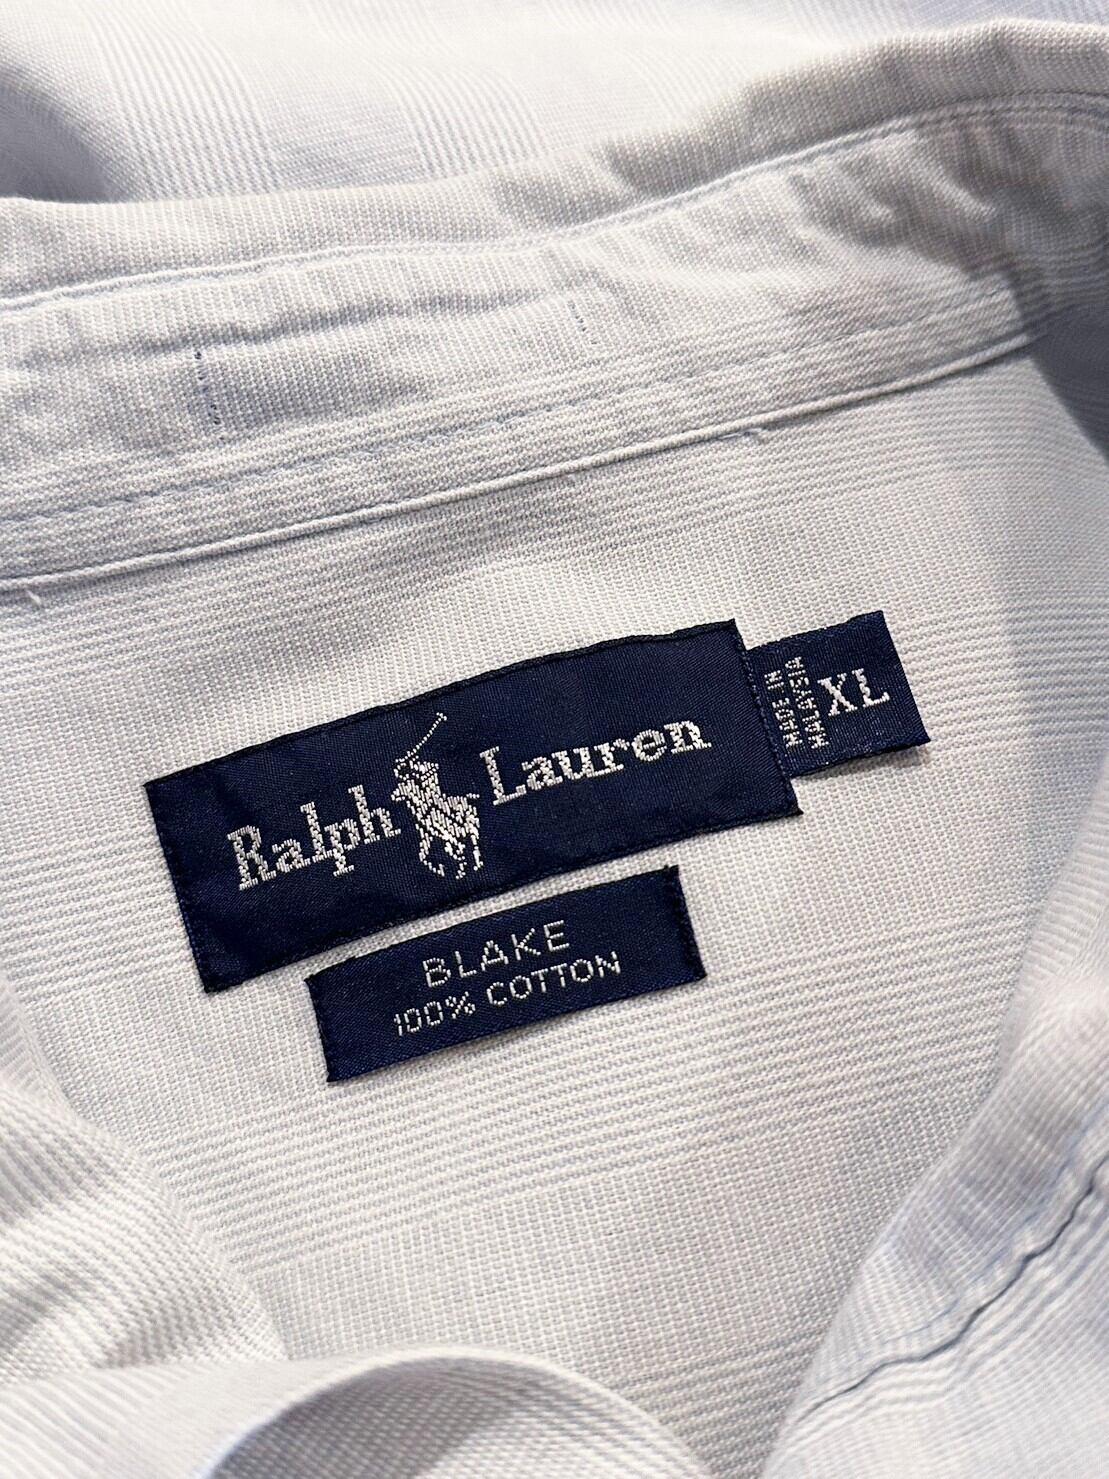 Ralph Lauren
MADE IN
MALAYSIA
XL
BLAKE
100% COTTON